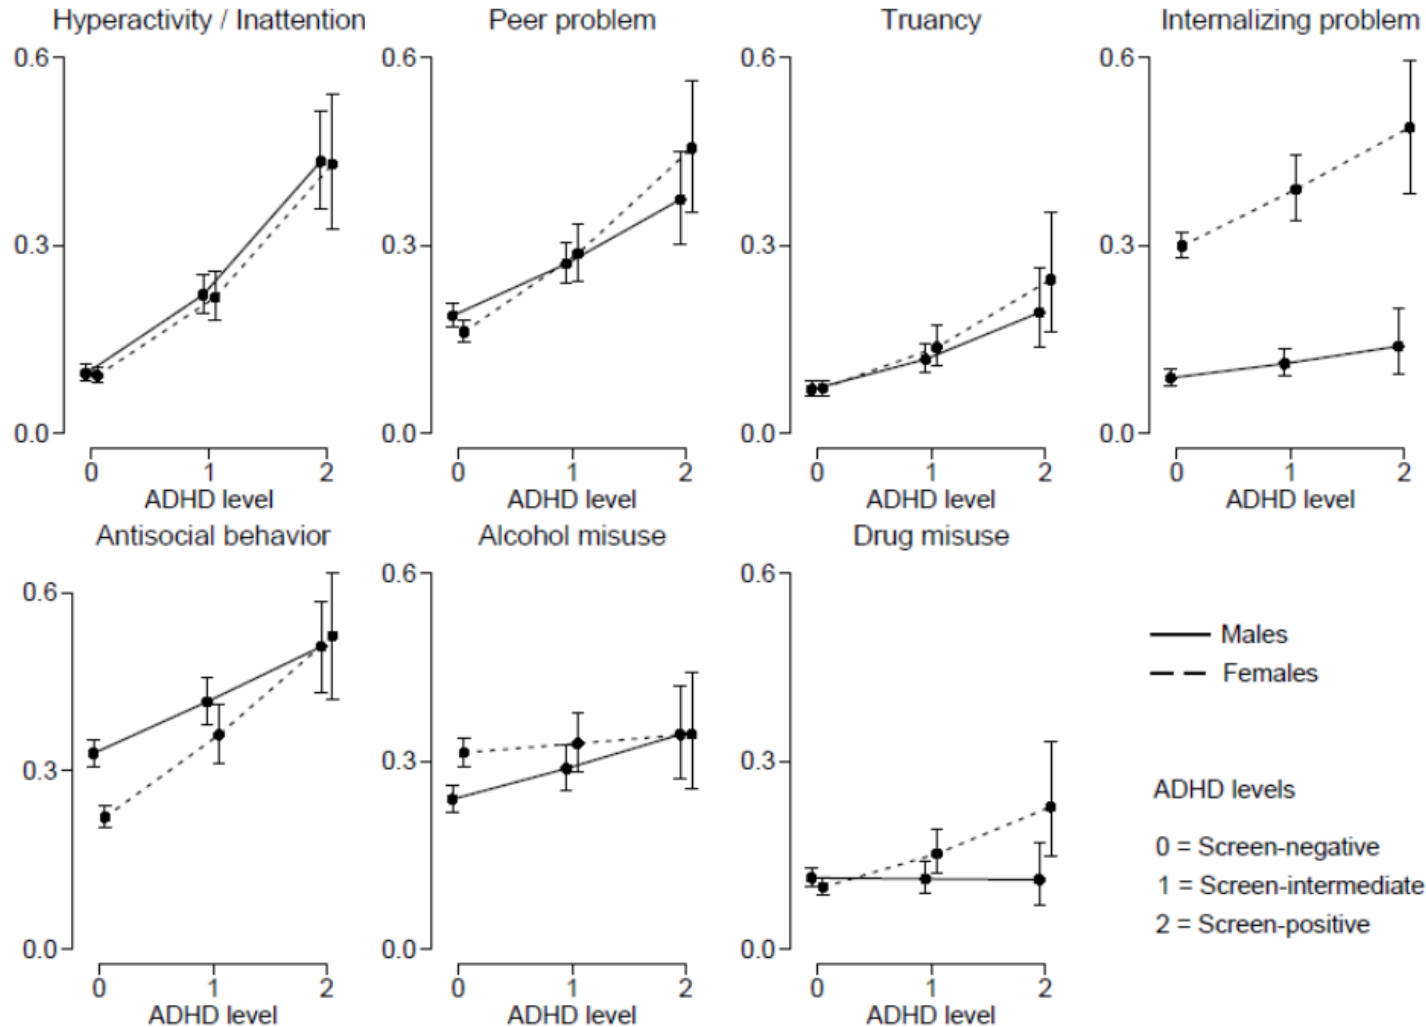 Hyperactivity / Inattention
0.6
0.3
0.0
0 1 2
ADHD level
Peer problem
0.6
0.3
0.0
0 1 2
ADHD level
Truancy
0.6
0.3
0.0
0 1 2
ADHD level
Internalizing problem
0.6
0.3
0.0
0 1 2
ADHD level
Antisocial behavior
0.6
0.3
0.0
0 1 2
ADHD level
Alcohol misuse
0.6
0.3
0.0
0 1 2
ADHD level
Drug misuse
0.6
0.3
0.0
0 1 2
ADHD level
Males
Females
ADHD levels
0 = Screen-negative
1 = Screen-intermediate
2 = Screen-positive